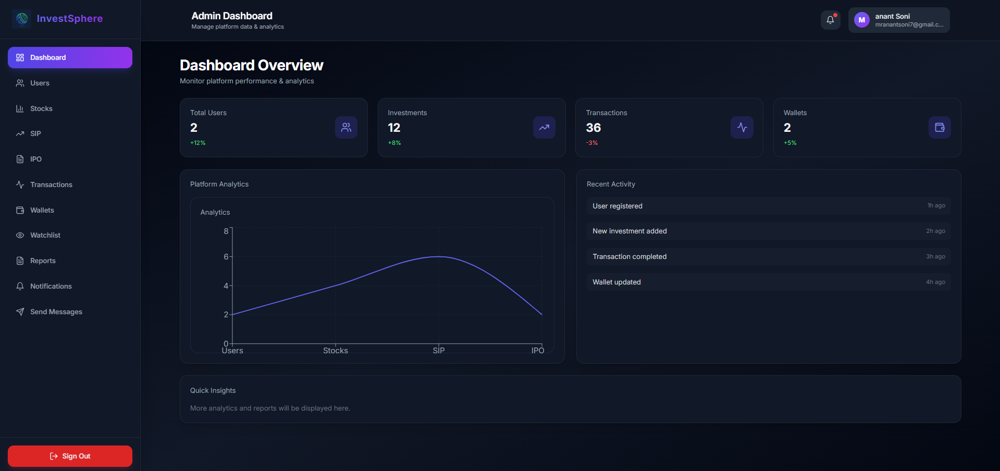 InvestSphere
Admin Dashboard
Manage platform data & analytics
M
anant Soni
mranantsoni7@gmail.c...
Dashboard
Users
Stocks
SIP
IPO
Transactions
Wallets
Watchlist
Reports
Notifications
Send Messages
Sign Out
Dashboard Overview
Monitor platform performance & analytics
Total Users
2
+12%
Investments
12
+8%
Transactions
36
-3%
Wallets
2
+5%
Platform Analytics
Analytics
8
6
4
2
0
Users Stocks SIP IPO
Recent Activity
User registered 1h ago
New investment added 2h ago
Transaction completed 3h ago
Wallet updated 4h ago
Quick Insights
More analytics and reports will be displayed here.